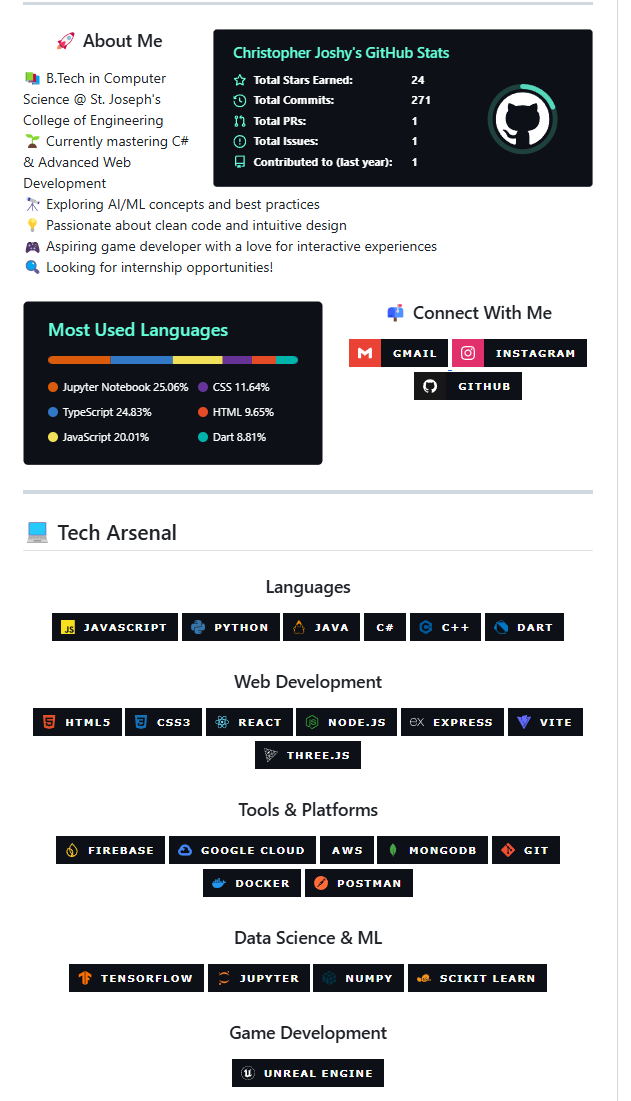 🚀 About Me
📚 B.Tech in Computer
Science @ St. Joseph's
College of Engineering
🌱 Currently mastering C#
& Advanced Web
Development
🔭 Exploring AI/ML concepts and best practices
💡 Passionate about clean code and intuitive design
🎮 Aspiring game developer with a love for interactive experiences
🔍 Looking for internship opportunities!
Christopher Joshy's GitHub Stats
Total Stars Earned: 24
Total Commits: 271
Total PRs: 1
Total Issues: 1
Contributed to (last year): 1
Most Used Languages
Jupyter Notebook 25.06% CSS 11.64%
TypeScript 24.83% HTML 9.65%
JavaScript 20.01% Dart 8.81%
📫 Connect With Me
GMAIL INSTAGRAM
GITHUB
💻 Tech Arsenal
Languages
JS JAVASCRIPT PYTHON JAVA C# C++ DART
Web Development
HTML5 CSS3 REACT NODE.JS EX EXPRESS VITE
THREE.JS
Tools & Platforms
FIREBASE GOOGLE CLOUD AWS MONGODB GIT
DOCKER POSTMAN
Data Science & ML
TENSORFLOW JUPYTER NUMPY SCIKIT LEARN
Game Development
UNREAL ENGINE